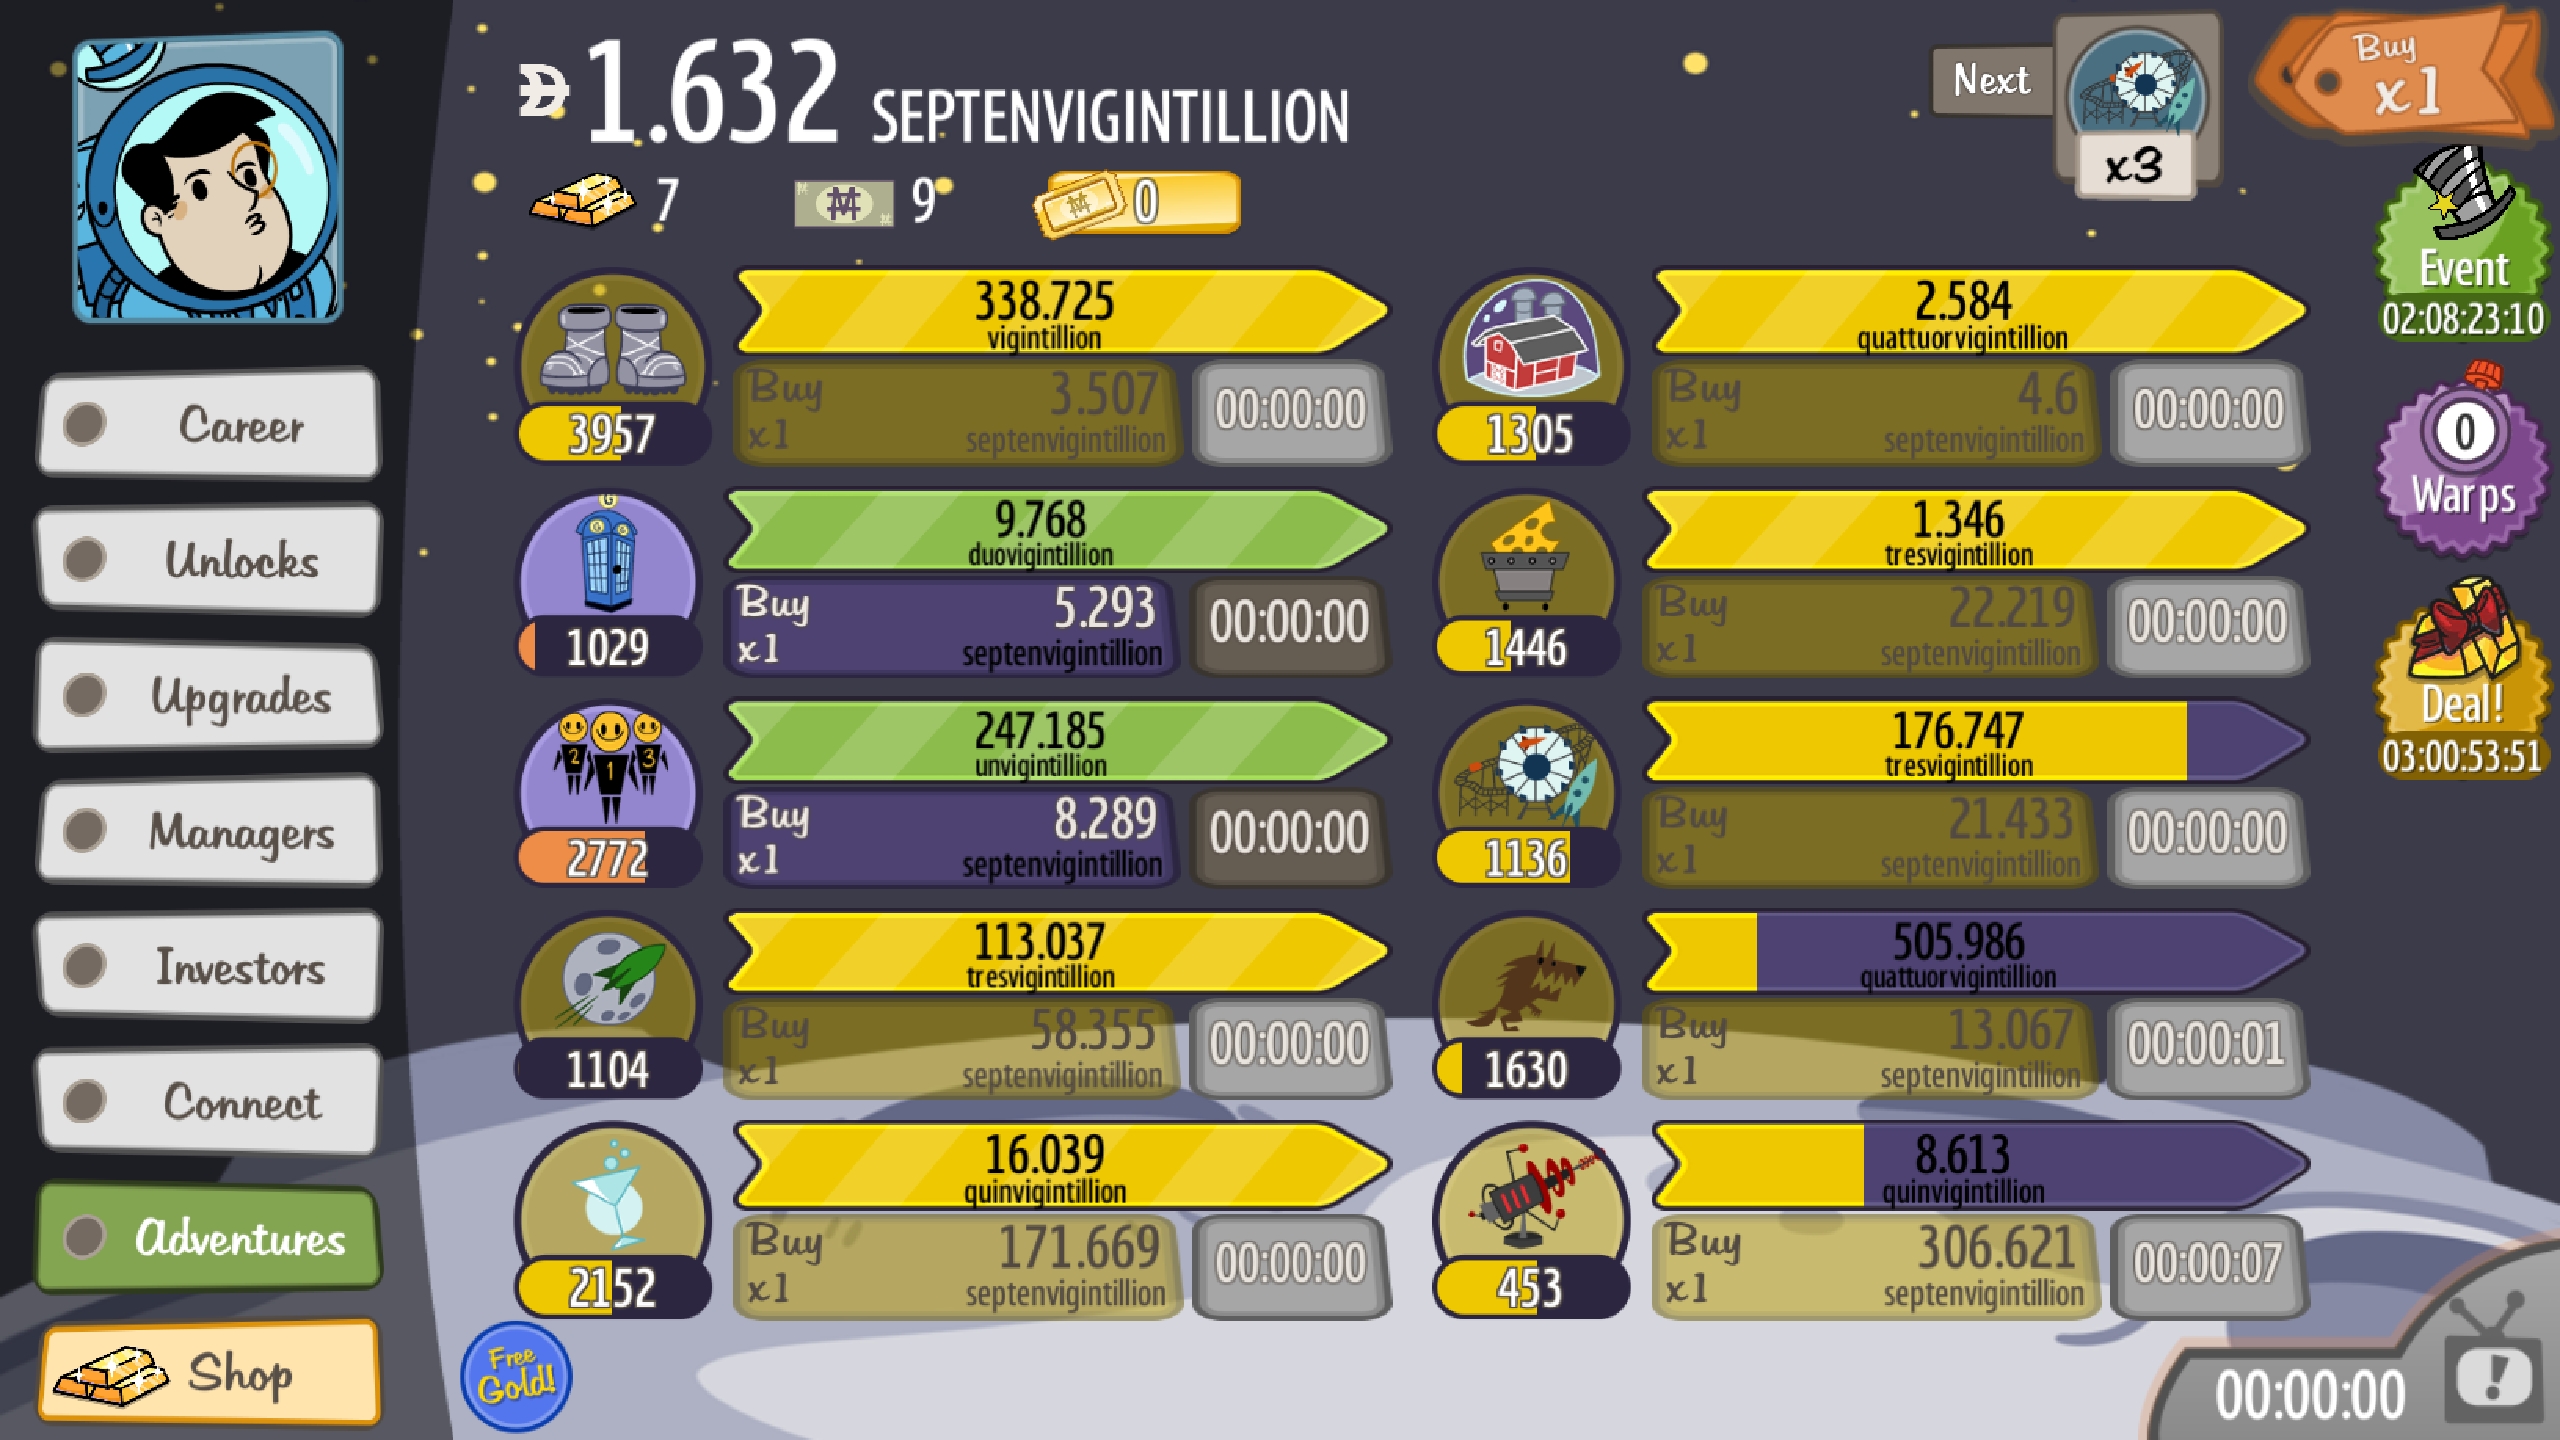 1.632 SEPTENVIGINTILLION
7
9
0
Next
x3
Buy
x1
Event
02:08:23:10
0
Warps
Deal!
03:00:53:51
Career
Unlocks
Upgrades
Managers
Investors
Connect
Adventures
Shop
338.725
vigintillion
Buy 3.507
x1 septenvigintillion
00:00:00
3957
2.584
quattuorvigintillion
Buy 4.6
x1 septenvigintillion
00:00:00
1305
9.768
duovigintillion
Buy 5.293
x1 septenvigintillion
00:00:00
1029
1.346
tresvigintillion
Buy 22.219
x1 septenvigintillion
00:00:00
1446
2 1 3
247.185
unvigintillion
Buy 8.289
x1 septenvigintillion
00:00:00
2772
176.747
tresvigintillion
Buy 21.433
x1 septenvigintillion
00:00:00
1136
113.037
tresvigintillion
Buy 58.355
x1 septenvigintillion
00:00:00
1104
505.986
quattuorvigintillion
Buy 13.067
x1 septenvigintillion
00:00:01
1630
16.039
quinvigintillion
Buy 171.669
x1 septenvigintillion
00:00:00
2152
8.613
quinvigintillion
Buy 306.621
x1 septenvigintillion
00:00:07
453
Free
Gold!
00:00:00
!